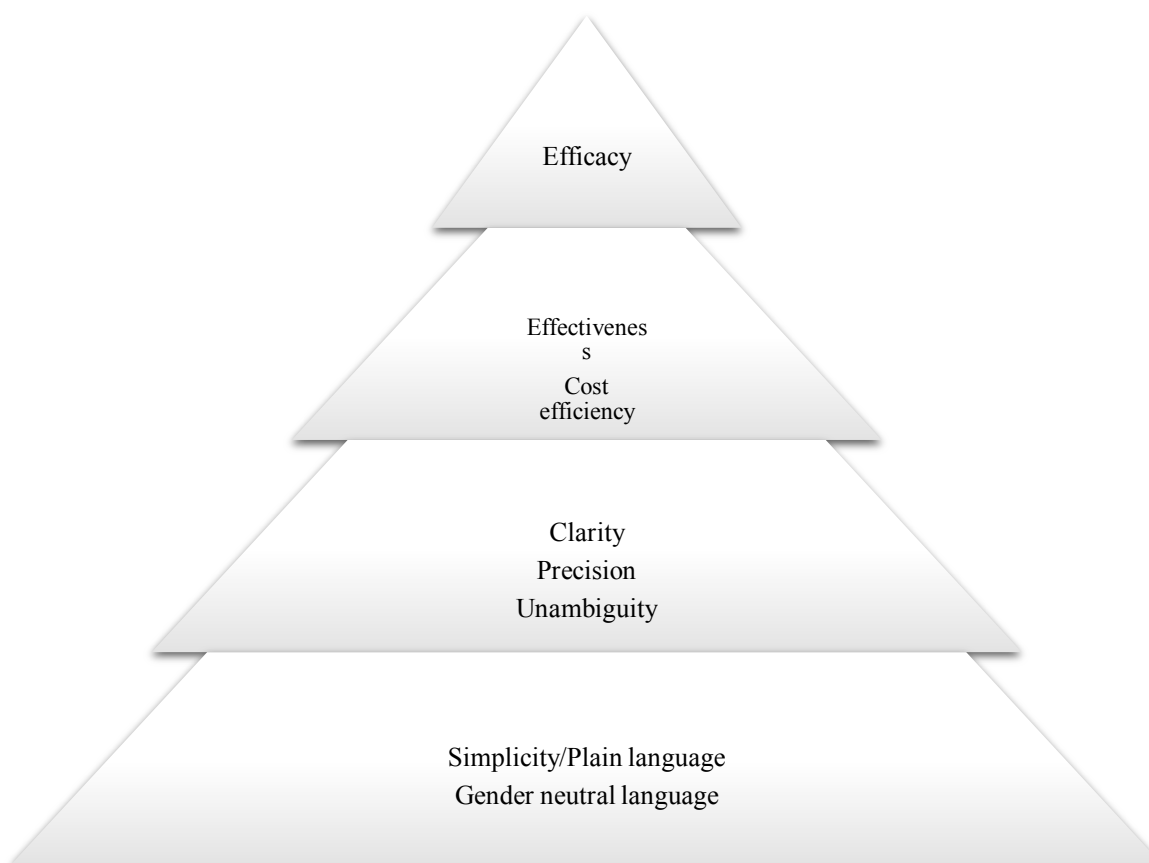 Efficacy
Effectivenes
s
Cost
efficiency
Clarity
Precision
Unambiguity
Simplicity/Plain language
Gender neutral language